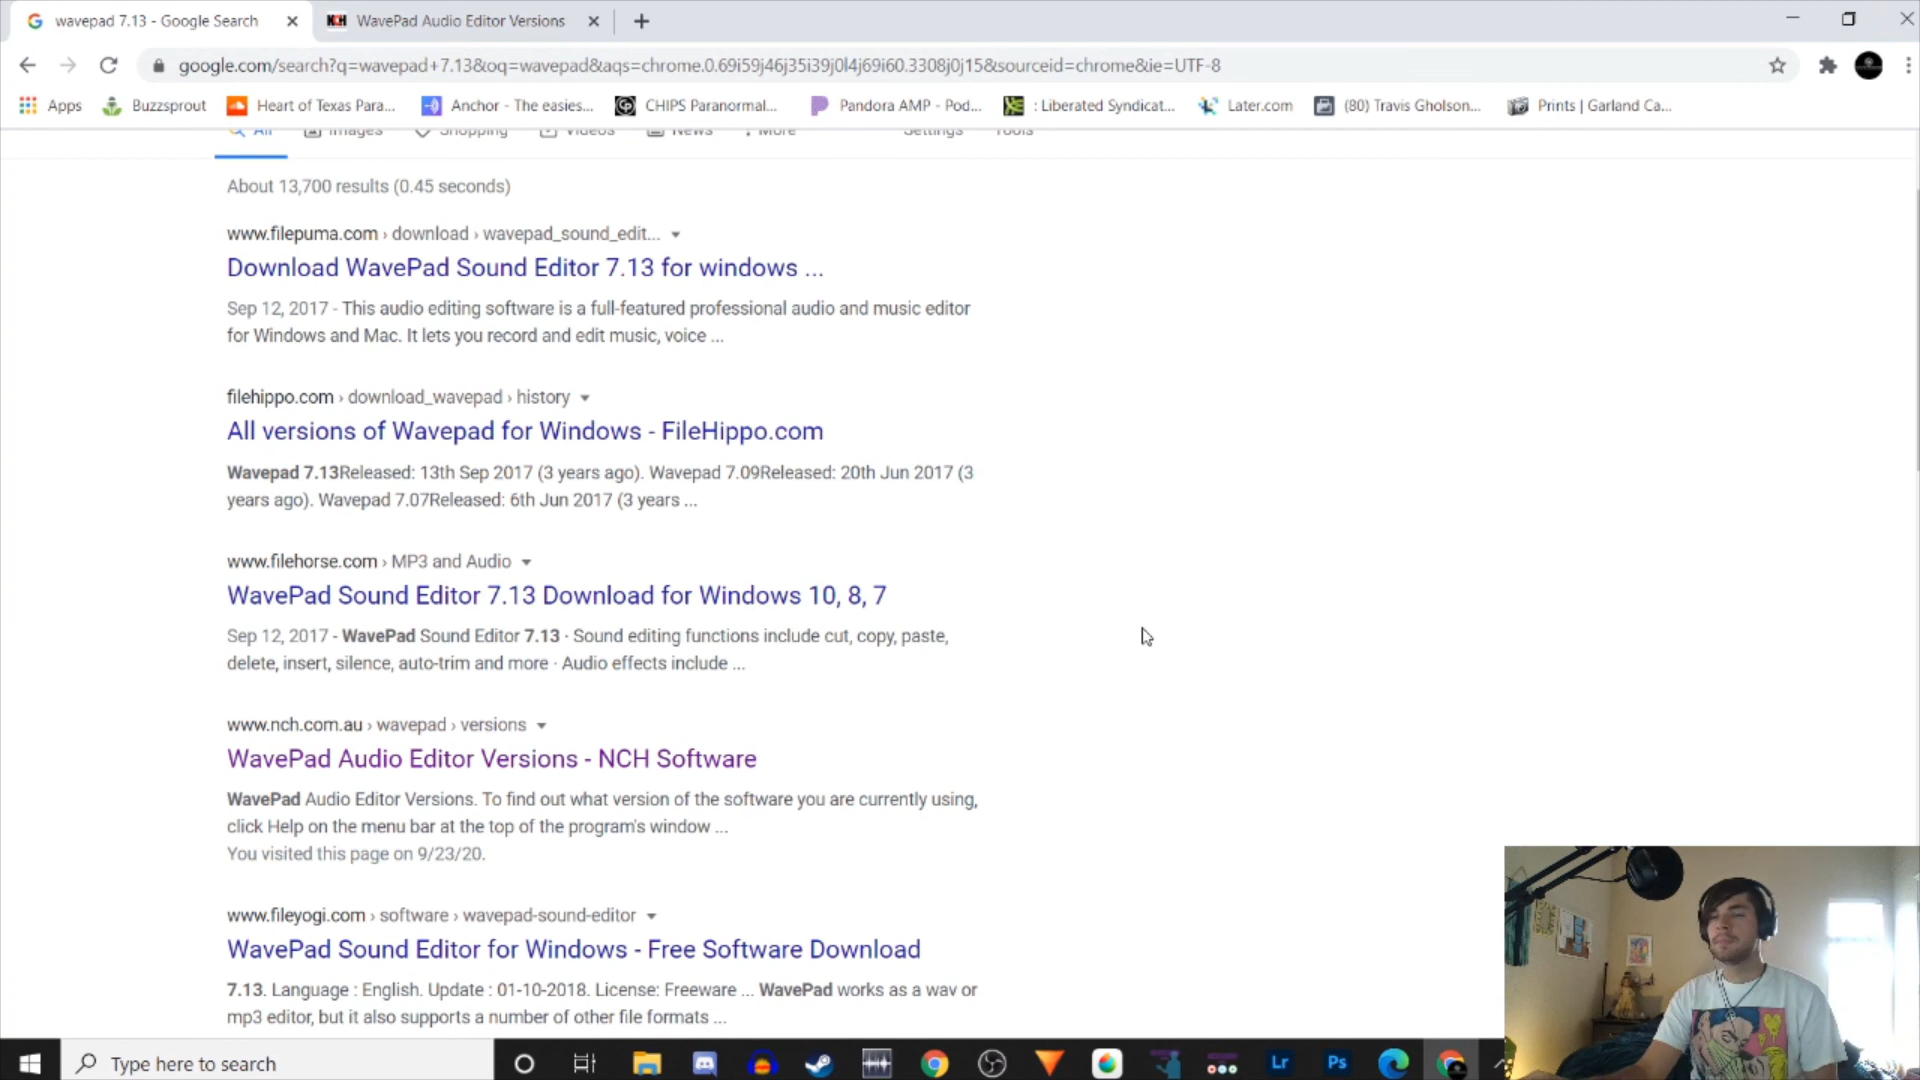 wavepad 7.13 - Google Search
NCH WavePad Audio Editor Versions
google.com/search?q=wavepad+7.13&oq=wavepad&aqs=chrome.0.69i59j46j35i39j0l4j69i60.3308j0j15&sourceid=chrome&ie=UTF-8
Apps Buzzsprout Heart of Texas Para... Anchor - The easies... CHIPS Paranormal... Pandora AMP - Pod... : Liberated Syndicat... Later.com (80) Travis Gholson... Prints | Garland Ca...
All Images Shopping Videos News More Settings Tools
About 13,700 results (0.45 seconds)
www.filepuma.com › download › wavepad_sound_edit...
Download WavePad Sound Editor 7.13 for windows ...
Sep 12, 2017 - This audio editing software is a full-featured professional audio and music editor
for Windows and Mac. It lets you record and edit music, voice ...
filehippo.com › download_wavepad › history
All versions of Wavepad for Windows - FileHippo.com
Wavepad 7.13Released: 13th Sep 2017 (3 years ago). Wavepad 7.09Released: 20th Jun 2017 (3
years ago). Wavepad 7.07Released: 6th Jun 2017 (3 years ...
www.filehorse.com › MP3 and Audio
WavePad Sound Editor 7.13 Download for Windows 10, 8, 7
Sep 12, 2017 - WavePad Sound Editor 7.13 · Sound editing functions include cut, copy, paste,
delete, insert, silence, auto-trim and more · Audio effects include ...
www.nch.com.au › wavepad › versions
WavePad Audio Editor Versions - NCH Software
WavePad Audio Editor Versions. To find out what version of the software you are currently using,
click Help on the menu bar at the top of the program's window ...
You visited this page on 9/23/20.
www.fileyogi.com › software › wavepad-sound-editor
WavePad Sound Editor for Windows - Free Software Download
7.13. Language : English. Update : 01-10-2018. License: Freeware ... WavePad works as a wav or
mp3 editor, but it also supports a number of other file formats ...
Type here to search
Lr Ps